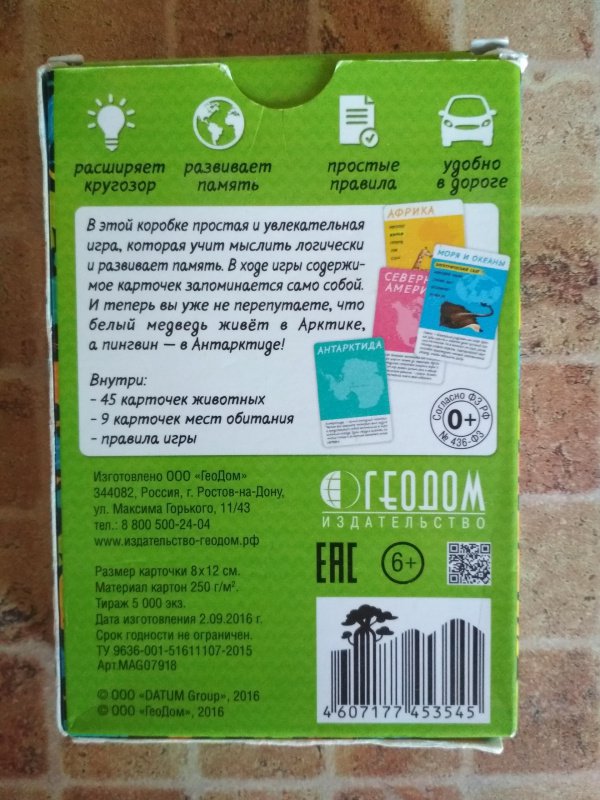 расширяет кругозор
развивает память
простые правила
удобно в дороге
В этой коробке простая и увлекательная
игра, которая учит мыслить логически
и развивает память. В ходе игры содержи-
мое карточек запоминается само собой.
И теперь вы уже не перепутаете, что
белый медведь живёт в Арктике,
а пингвин — в Антарктиде!
Внутри:
- 45 карточек животных
- 9 карточек мест обитания
- правила игры
АФРИКА
МОРЯ И ОКЕАНЫ
АНТАРКТИДА
Согласно ФЗ РФ
0+
№ 436-ФЗ
Изготовлено ООО «ГеоДом»
344082, Россия, г. Ростов-на-Дону,
ул. Максима Горького, 11/43
тел.: 8 800 500-24-04
www.издательство-геодом.рф
ГЕОДОМ
ИЗДАТЕЛЬСТВО
EAC
6+
Размер карточки 8х12 см.
Материал картон 250 г/м².
Тираж 5 000 экз.
Дата изготовления 2.09.2016 г.
Срок годности не ограничен.
ТУ 9636-001-51611107-2015
Арт.MAG07918
© ООО «DATUM Group», 2016
© ООО «ГеоДом», 2016
4607177 453545